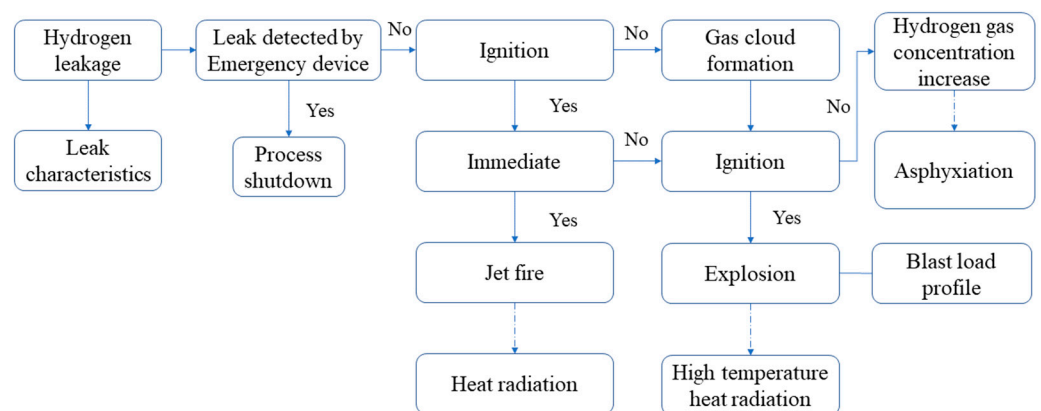 Hydrogen
leakage
Leak detected by
Emergency device
No
Ignition
No
Gas cloud
formation
Hydrogen gas
concentration
increase
Yes
Yes
No
Leak
characteristics
Process
shutdown
Immediate
No
Ignition
Asphyxiation
Yes
Yes
Jet fire
Explosion
Blast load
profile
Heat radiation
High temperature
heat radiation